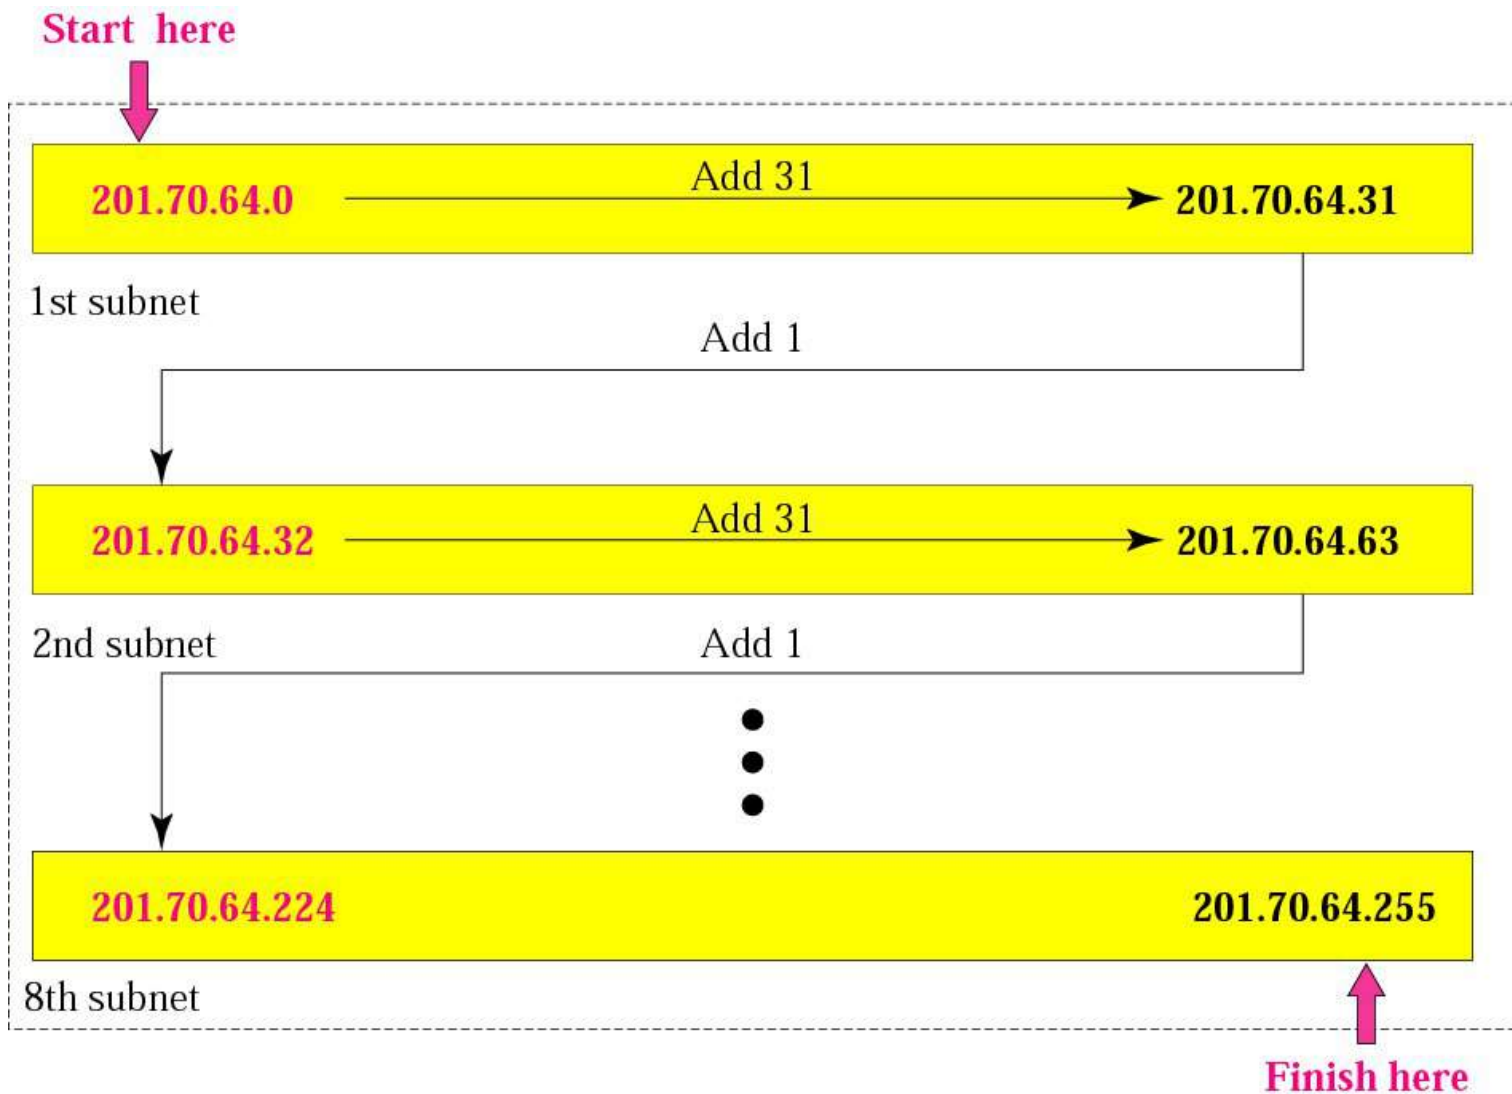 Start here
201.70.64.0
Add 31
201.70.64.31
1st subnet
Add 1
201.70.64.32
Add 31
201.70.64.63
2nd subnet
Add 1
201.70.64.224
201.70.64.255
8th subnet
Finish here